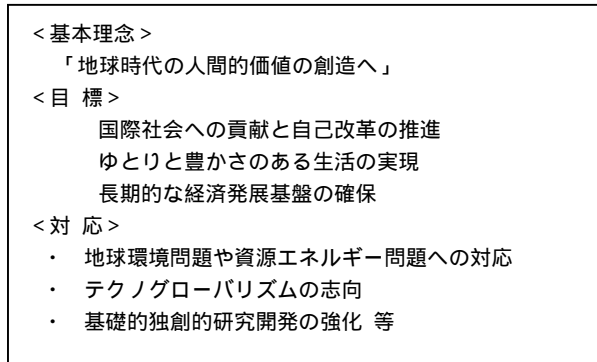 <基本理念>
「地球時代の人間的価値の創造へ」
<目 標>
国際社会への貢献と自己改革の推進
ゆとりと豊かさのある生活の実現
長期的な経済発展基盤の確保
<対 応>
・ 地球環境問題や資源エネルギー問題への対応
・ テクノグローバリズムの志向
・ 基礎的独創的研究開発の強化 等